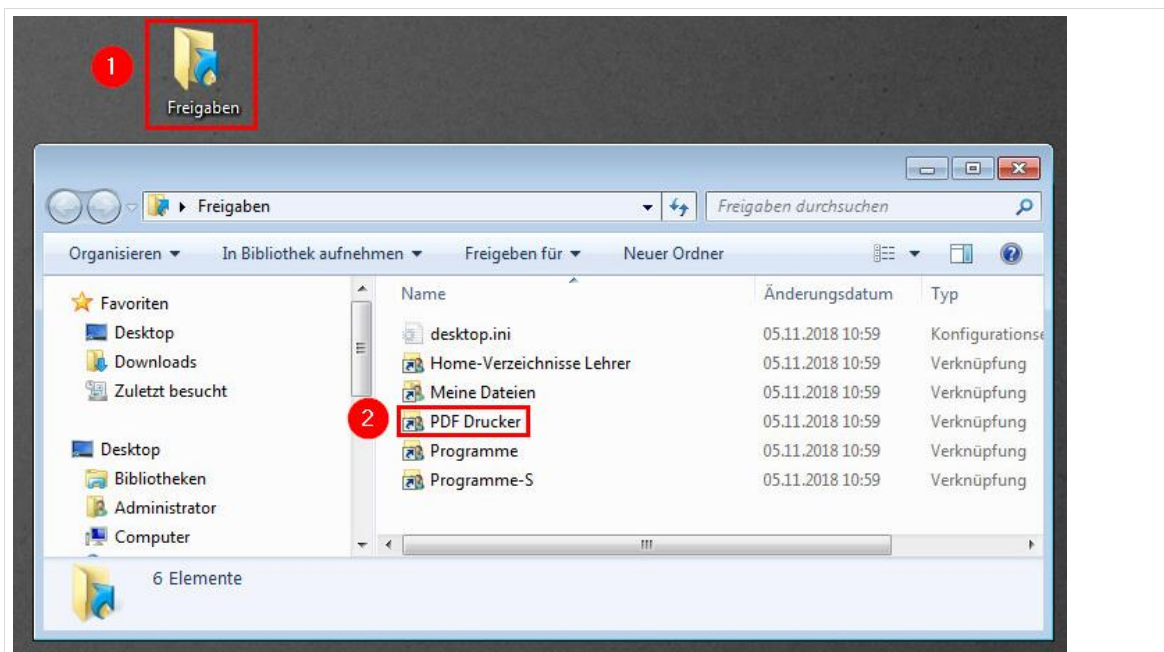 1
Freigaben
Freigaben
Freigaben durchsuchen
Organisieren
In Bibliothek aufnehmen
Freigeben für
Neuer Ordner
Favoriten
Desktop
Downloads
Zuletzt besucht
Desktop
Bibliotheken
Administrator
Computer
Name Änderungsdatum Typ
desktop.ini 05.11.2018 10:59 Konfigurationse
Home-Verzeichnisse Lehrer 05.11.2018 10:59 Verknüpfung
Meine Dateien 05.11.2018 10:59 Verknüpfung
2 PDF Drucker 05.11.2018 10:59 Verknüpfung
Programme 05.11.2018 10:59 Verknüpfung
Programme-S 05.11.2018 10:59 Verknüpfung
6 Elemente